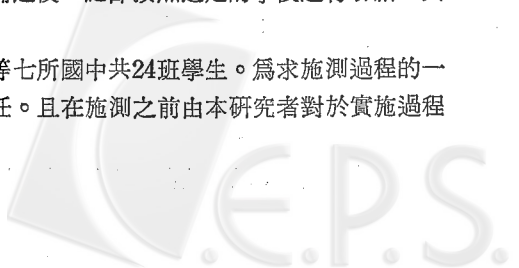 等七所國中共24班學生。為求施測過程的一
任。且在施測之前由本研究者對於實施過程
C.E.P.S.